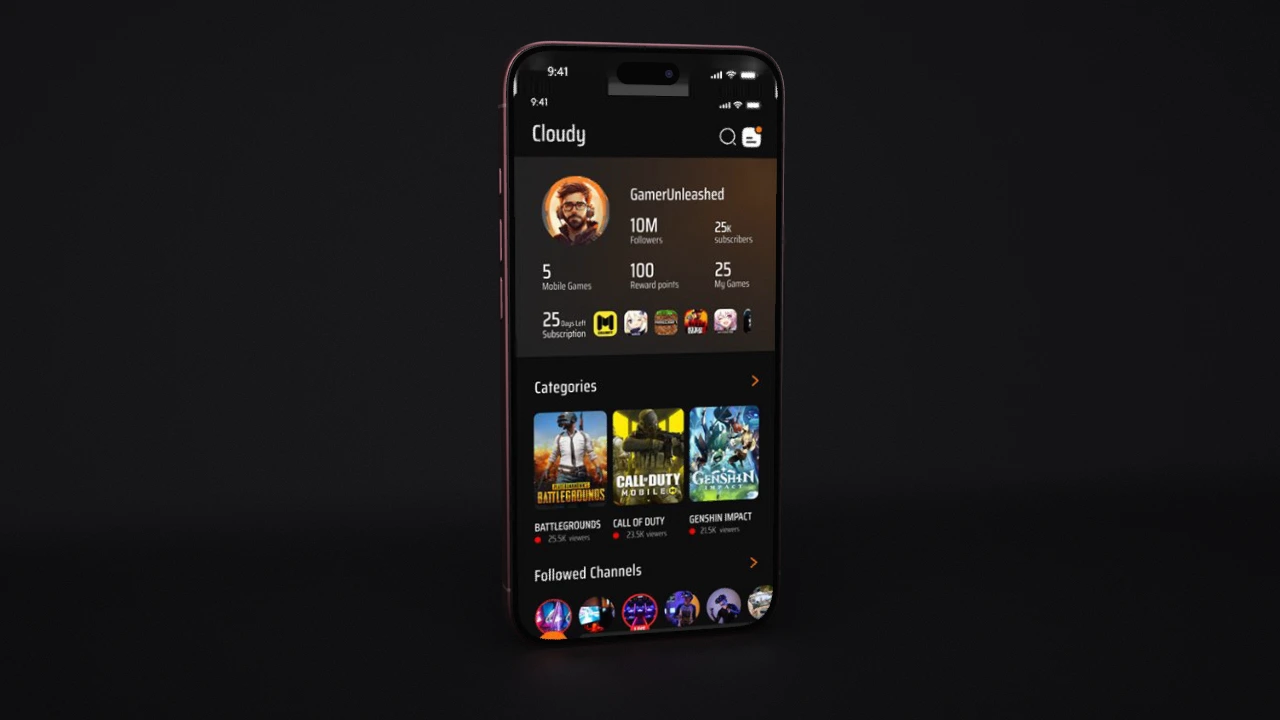 9:41
9:41
Cloudy
GamerUnleashed
10M
Followers
25K
subscribers
5
Mobile Games
100
Reward points
25
My Games
25 Days Left
Subscription
Categories
BATTLEGROUNDS
CALL OF DUTY
MOBILE
GENSHIN
IMPACT
BATTLEGROUNDS
25.5K viewers
CALL OF DUTY
23.5K viewers
GENSHIN IMPACT
21.5K viewers
Followed Channels